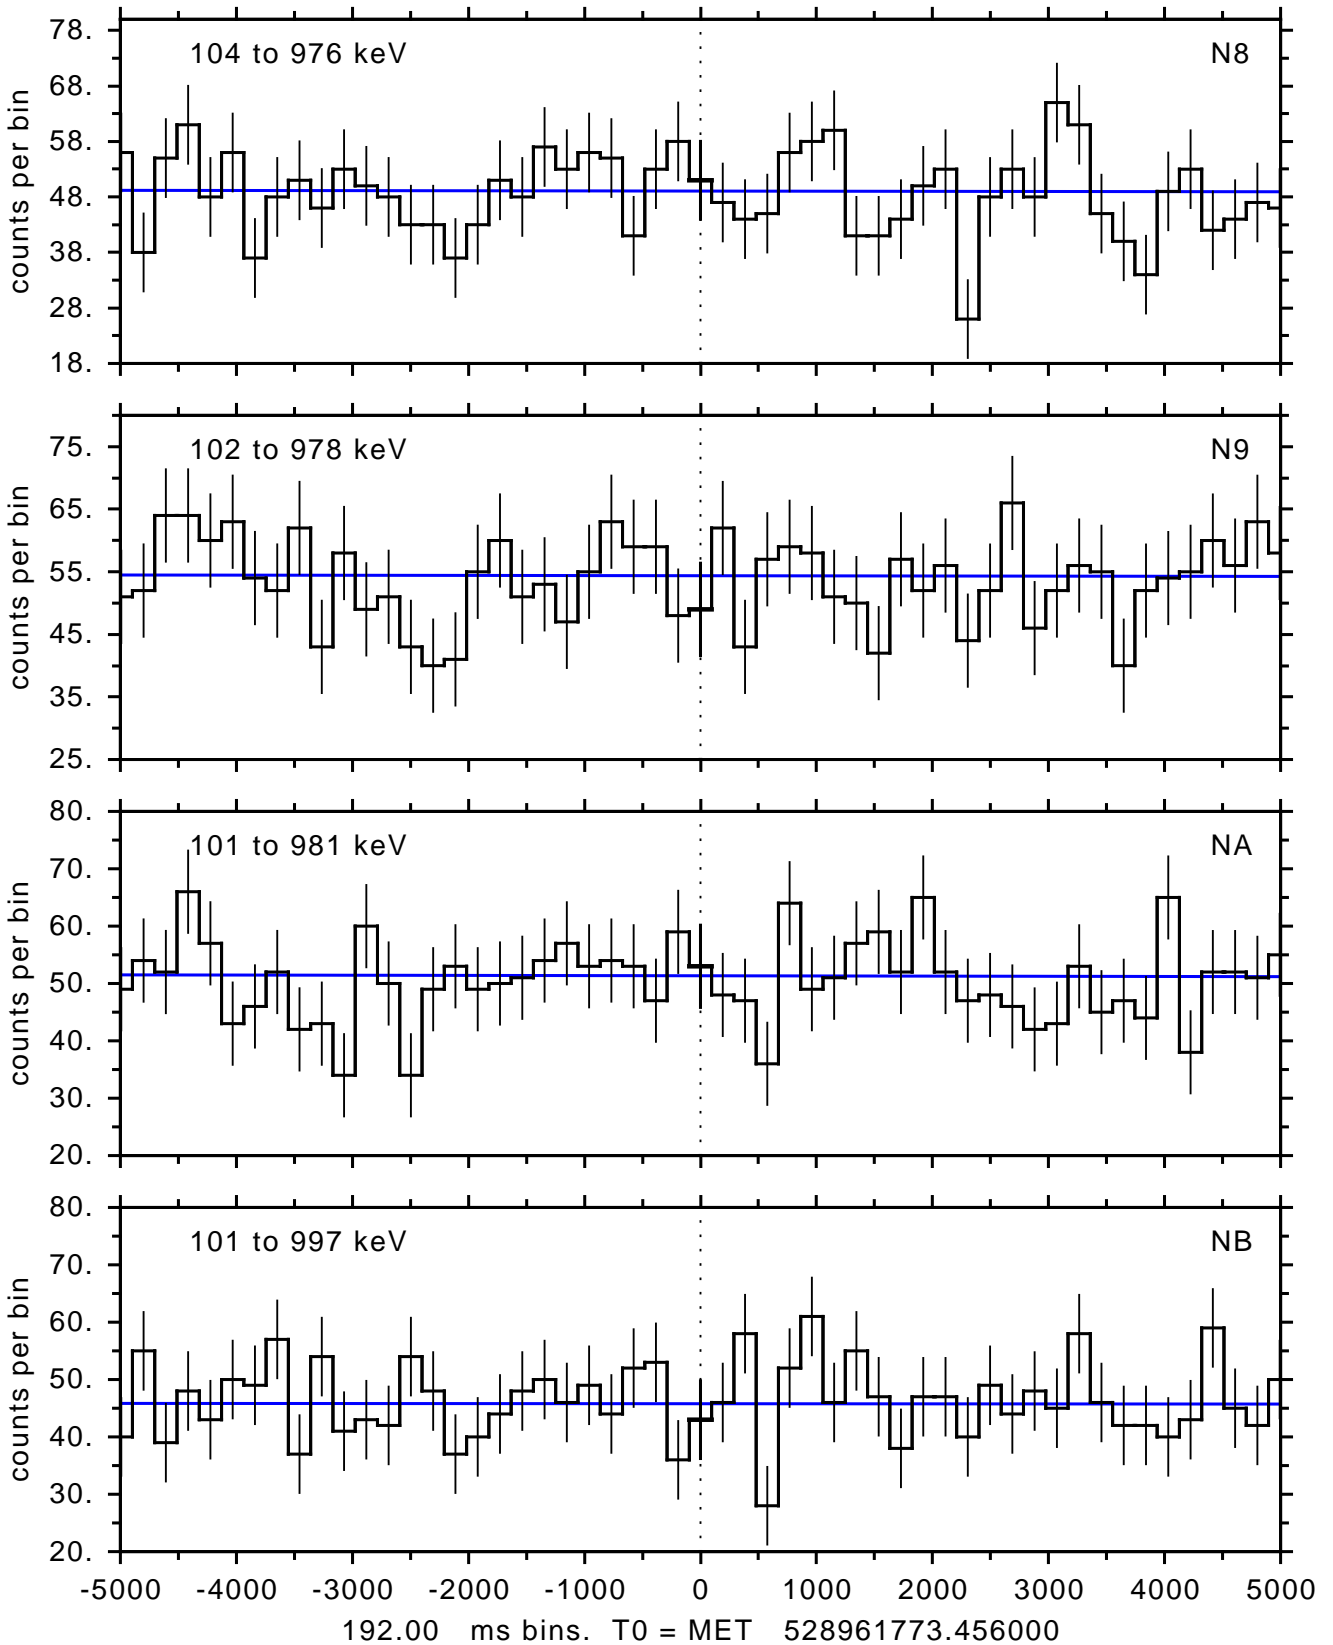 78.
104 to 976 keV N8
68.
58.
48.
38.
28.
18.
counts per bin
75.
102 to 978 keV N9
65.
55.
45.
35.
25.
counts per bin
80.
101 to 981 keV NA
70.
60.
50.
40.
30.
20.
counts per bin
80.
101 to 997 keV NB
70.
60.
50.
40.
30.
20.
counts per bin
-5000 -4000 -3000 -2000 -1000 0 1000 2000 3000 4000 5000
192.00 ms bins. T0 = MET 528961773.456000